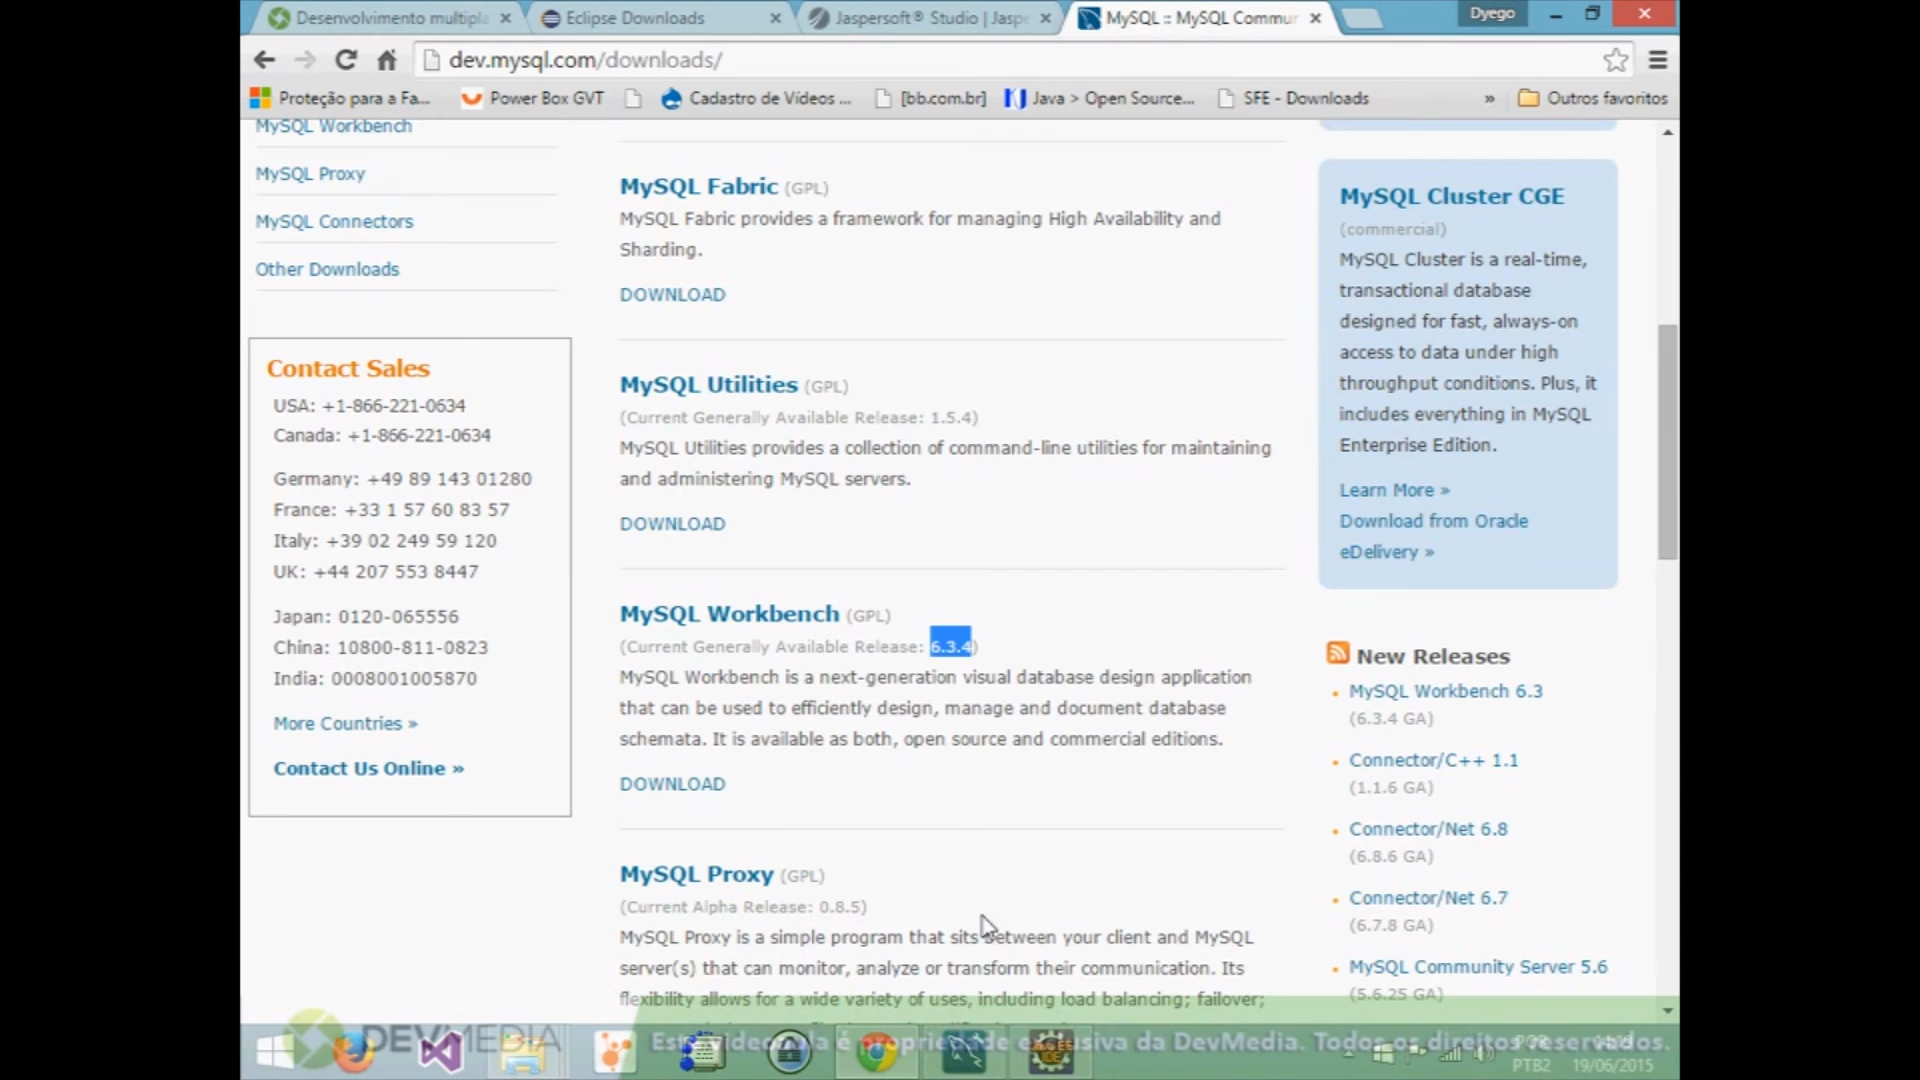 Desenvolvimento multipla
Eclipse Downloads
Jaspersoft® Studio | Jaspe
MySQL :: MySQL Commun
Dyego
dev.mysql.com/downloads/
Proteção para a Fa...
Power Box GVT
Cadastro de Vídeos ...
[bb.com.br]
Java > Open Source...
SFE - Downloads
»
Outros favoritos
MySQL Workbench
MySQL Proxy
MySQL Connectors
Other Downloads
Contact Sales
USA: +1-866-221-0634
Canada: +1-866-221-0634
Germany: +49 89 143 01280
France: +33 1 57 60 83 57
Italy: +39 02 249 59 120
UK: +44 207 553 8447
Japan: 0120-065556
China: 10800-811-0823
India: 0008001005870
More Countries »
Contact Us Online »
MySQL Fabric (GPL)
MySQL Fabric provides a framework for managing High Availability and
Sharding.
DOWNLOAD
MySQL Utilities (GPL)
(Current Generally Available Release: 1.5.4)
MySQL Utilities provides a collection of command-line utilities for maintaining
and administering MySQL servers.
DOWNLOAD
MySQL Workbench (GPL)
(Current Generally Available Release: 6.3.4)
MySQL Workbench is a next-generation visual database design application
that can be used to efficiently design, manage and document database
schemata. It is available as both, open source and commercial editions.
DOWNLOAD
MySQL Proxy (GPL)
(Current Alpha Release: 0.8.5)
MySQL Proxy is a simple program that sits between your client and MySQL
server(s) that can monitor, analyze or transform their communication. Its
flexibility allows for a wide variety of uses, including load balancing; failover;
MySQL Cluster CGE
(commercial)
MySQL Cluster is a real-time,
transactional database
designed for fast, always-on
access to data under high
throughput conditions. Plus, it
includes everything in MySQL
Enterprise Edition.
Learn More »
Download from Oracle
eDelivery »
New Releases
MySQL Workbench 6.3
(6.3.4 GA)
Connector/C++ 1.1
(1.1.6 GA)
Connector/Net 6.8
(6.8.6 GA)
Connector/Net 6.7
(6.7.8 GA)
MySQL Community Server 5.6
(5.6.25 GA)
DEVMEDIA
Este videoaula é propriedade exclusiva da DevMedia. Todos os direitos reservados.
POR
PTB2
19/06/2015